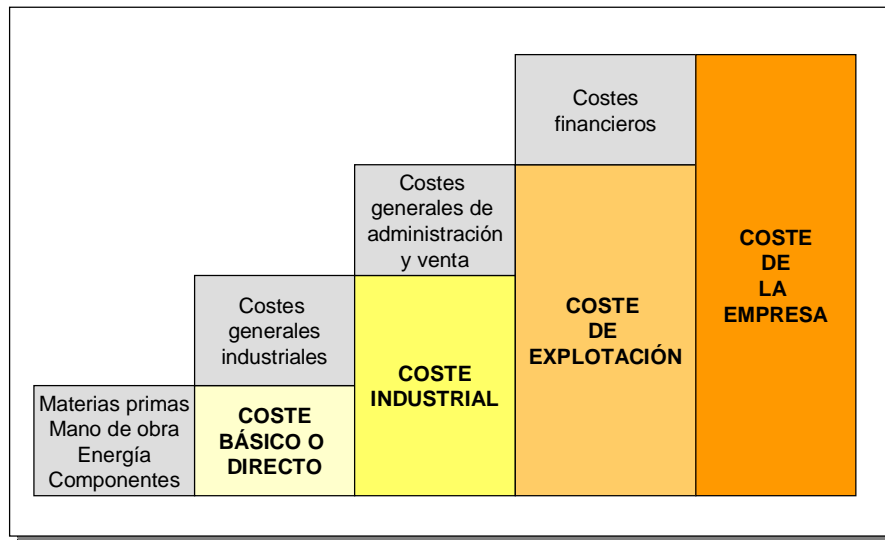 Costes
financieros
Costes
generales de
administración
y venta
COSTE
DE
LA
EMPRESA
Costes
generales
industriales
COSTE
DE
EXPLOTACIÓN
COSTE
INDUSTRIAL
Materias primas
Mano de obra
Energía
Componentes
COSTE
BÁSICO O
DIRECTO